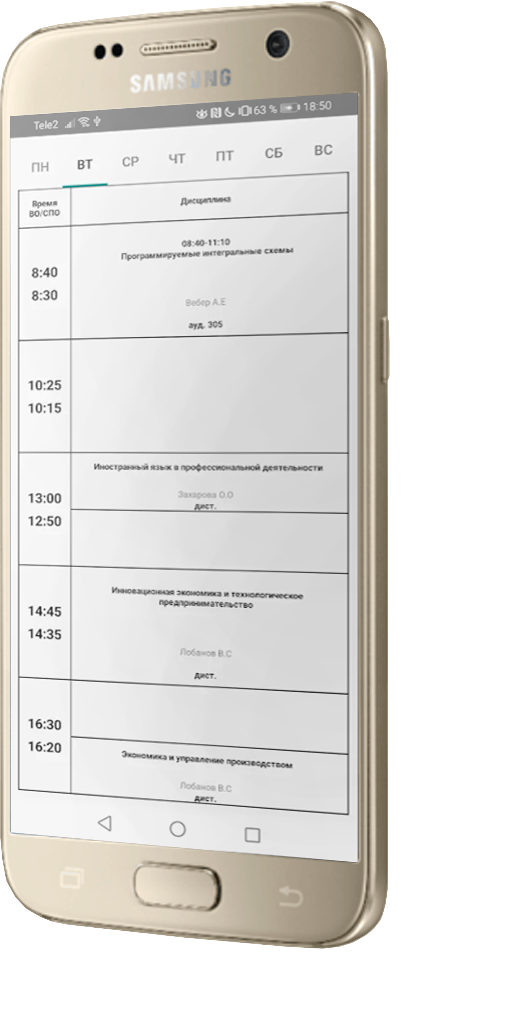 SAMSUNG
Tele2 63 % 18:50
ПН ВТ СР ЧТ ПТ СБ ВС
Время
ВО/СПО
Дисциплина
8:40
8:30
08:40-11:10
Программируемые интегральные схемы
Вебер А.Е
ауд. 305
10:25
10:15
13:00
12:50
Иностранный язык в профессиональной деятельности
Захарова О.О
дист.
14:45
14:35
Инновационная экономика и технологическое
предпринимательство
Лобанов В.С
дист.
16:30
16:20
Экономика и управление производством
Лобанов В.С
дист.